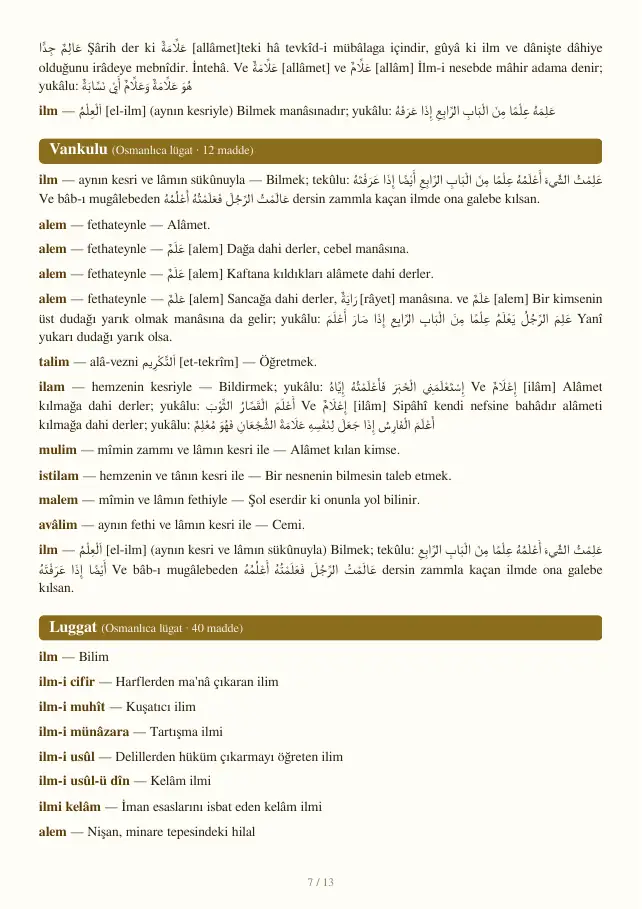 عَالِمٌ جِدًّا Şârih der ki عَلَّامَةٌ [allâmet]teki hâ tevkîd-i mübâlaga içindir, gûyâ ki ilm ve dânişte dâhiye
olduğunu irâdeye mebnîdir. İntehâ. Ve عَلَّامَةٌ [allâmet] ve عَلَّامٌ [allâm] İlm-i nesebde mâhir adama denir;
yukâlu: هُوَ عَلَّامَةٌ وَعَلَّامٌ أَيْ نَسَّابَةٌ
ilm — اَلْعِلْمُ [el-ilm] (aynın kesriyle) Bilmek manâsınadır; yukâlu: عَلِمَهُ عِلْمًا مِنَ الْبَابِ الرَّابِعِ إِذَا عَرَفَهُ
Vankulu (Osmanlıca lügat · 12 madde)
ilm — aynın kesri ve lâmın sükûnuyla — Bilmek; tekûlu: عَلِمْتُ الشَّيْءَ أَعْلَمُهُ عِلْمًا مِنَ الْبَابِ الرَّابِعِ أَيْضًا إِذَا عَرَفْتَهُ
Ve bâb-ı mugâlebeden عَالَمْتُ الرَّجُلَ فَعَلَمْتُهُ أَعْلُمُهُ dersin zammla kaçan ilmde ona galebe kılsan.
alem — fethateynle — Alâmet.
alem — fethateynle — عَلَمٌ [alem] Dağa dahi derler, cebel manâsına.
alem — fethateynle — عَلَمٌ [alem] Kaftana kıldıkları alâmete dahi derler.
alem — fethateynle — عَلَمٌ [alem] Sancağa dahi derler, رَايَةٌ [râyet] manâsına. ve عَلَمٌ [alem] Bir kimsenin
üst dudağı yarık olmak manâsına da gelir; yukâlu: عَلِمَ الرَّجُلُ يَعْلَمُ عِلْمًا مِنَ الْبَابِ الرَّابِعِ إِذَا صَارَ أَعْلَمَ Yanî
yukarı dudağı yarık olsa.
talim — alâ-vezni اَلتَّكْرِيم [et-tekrîm] — Öğretmek.
ilam — hemzenin kesriyle — Bildirmek; yukâlu: إِسْتَعْلَمَنِي الْخَبَرَ فَأَعْلَمْتُهُ إِيَّاهُ Ve إِعْلَامٌ [ilâm] Alâmet
kılmağa dahi derler; yukâlu: أَعْلَمَ الْقَصَّارُ الثَّوْبَ Ve إِعْلَامٌ [ilâm] Sipâhî kendi nefsine bahâdır alâmeti
kılmağa dahi derler; yukâlu: أَعْلَمَ الْفَارِسُ إِذَا جَعَلَ لِنَفْسِهِ عَلَامَةَ الشُّجْعَانِ فَهُوَ مُعْلِمٌ
mulim — mîmin zammı ve lâmın kesri ile — Alâmet kılan kimse.
istilam — hemzenin ve tânın kesri ile — Bir nesnenin bilmesin taleb etmek.
malem — mîmin ve lâmın fethiyle — Şol eserdir ki onunla yol bilinir.
avâlim — aynın fethi ve lâmın kesri ile — Cemi.
ilm — اَلْعِلْمُ [el-ilm] (aynın kesri ve lâmın sükûnuyla) Bilmek; tekûlu: عَلِمْتُ الشَّيْءَ أَعْلَمُهُ عِلْمًا مِنَ الْبَابِ الرَّابِعِ
أَيْضًا إِذَا عَرَفْتَهُ Ve bâb-ı mugâlebeden عَالَمْتُ الرَّجُلَ فَعَلَمْتُهُ أَعْلُمُهُ dersin zammla kaçan ilmde ona galebe
kılsan.
Luggat (Osmanlıca lügat · 40 madde)
ilm — Bilim
ilm-i cifir — Harflerden ma'nâ çıkaran ilim
ilm-i muhît — Kuşatıcı ilim
ilm-i münâzara — Tartışma ilmi
ilm-i usûl — Delillerden hüküm çıkarmayı öğreten ilim
ilm-i usûl-ü dîn — Kelâm ilmi
ilmi kelâm — İman esaslarını isbat eden kelâm ilmi
alem — Nişan, minare tepesindeki hilal
7 / 13